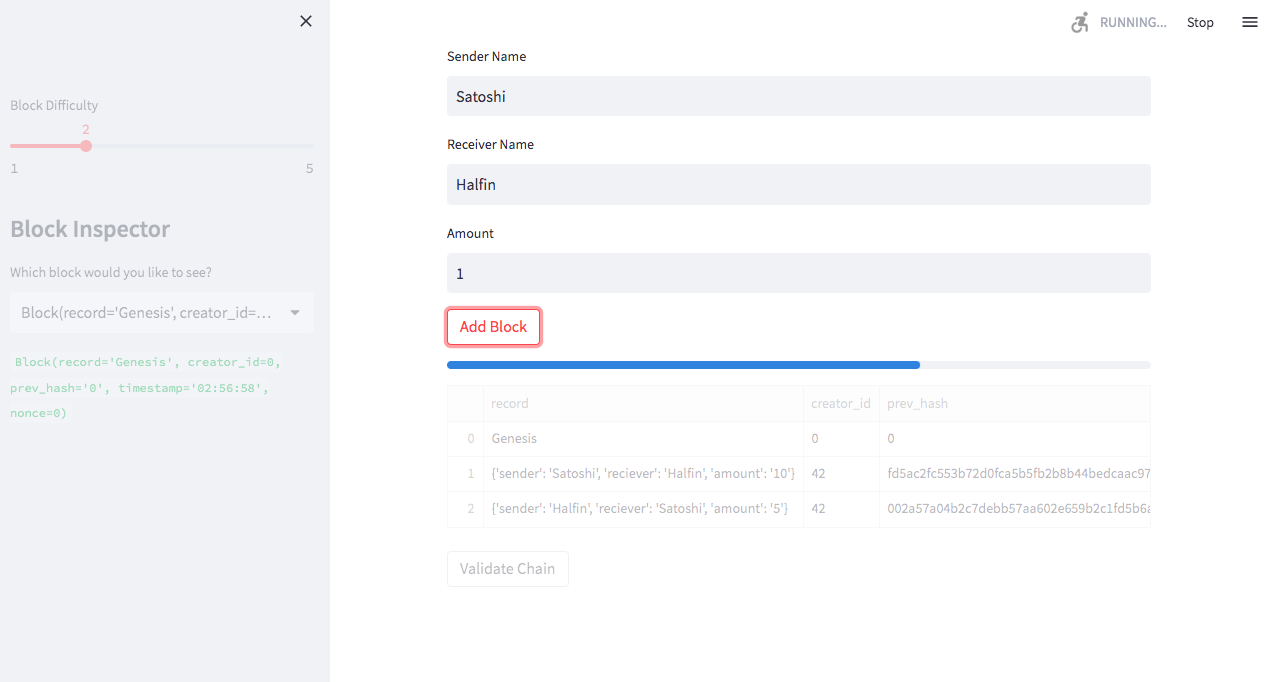 RUNNING...
Stop
Block Difficulty
2
1
5
Block Inspector
Which block would you like to see?
Block(record='Genesis', creator_id=...
Block(record='Genesis', creator_id=0,
prev_hash='0', timestamp='02:56:58',
nonce=0)
Sender Name
Satoshi
Receiver Name
Halfin
Amount
1
Add Block
record creator_id prev_hash
0 Genesis 0 0
1 {'sender': 'Satoshi', 'reciever': 'Halfin', 'amount': '10'} 42 fd5ac2fc553b72d0fca5b5fb2b8b44bedcaac97
2 {'sender': 'Halfin', 'reciever': 'Satoshi', 'amount': '5'} 42 002a57a04b2c7debb57aa602e659b2c1fd5b6a
Validate Chain